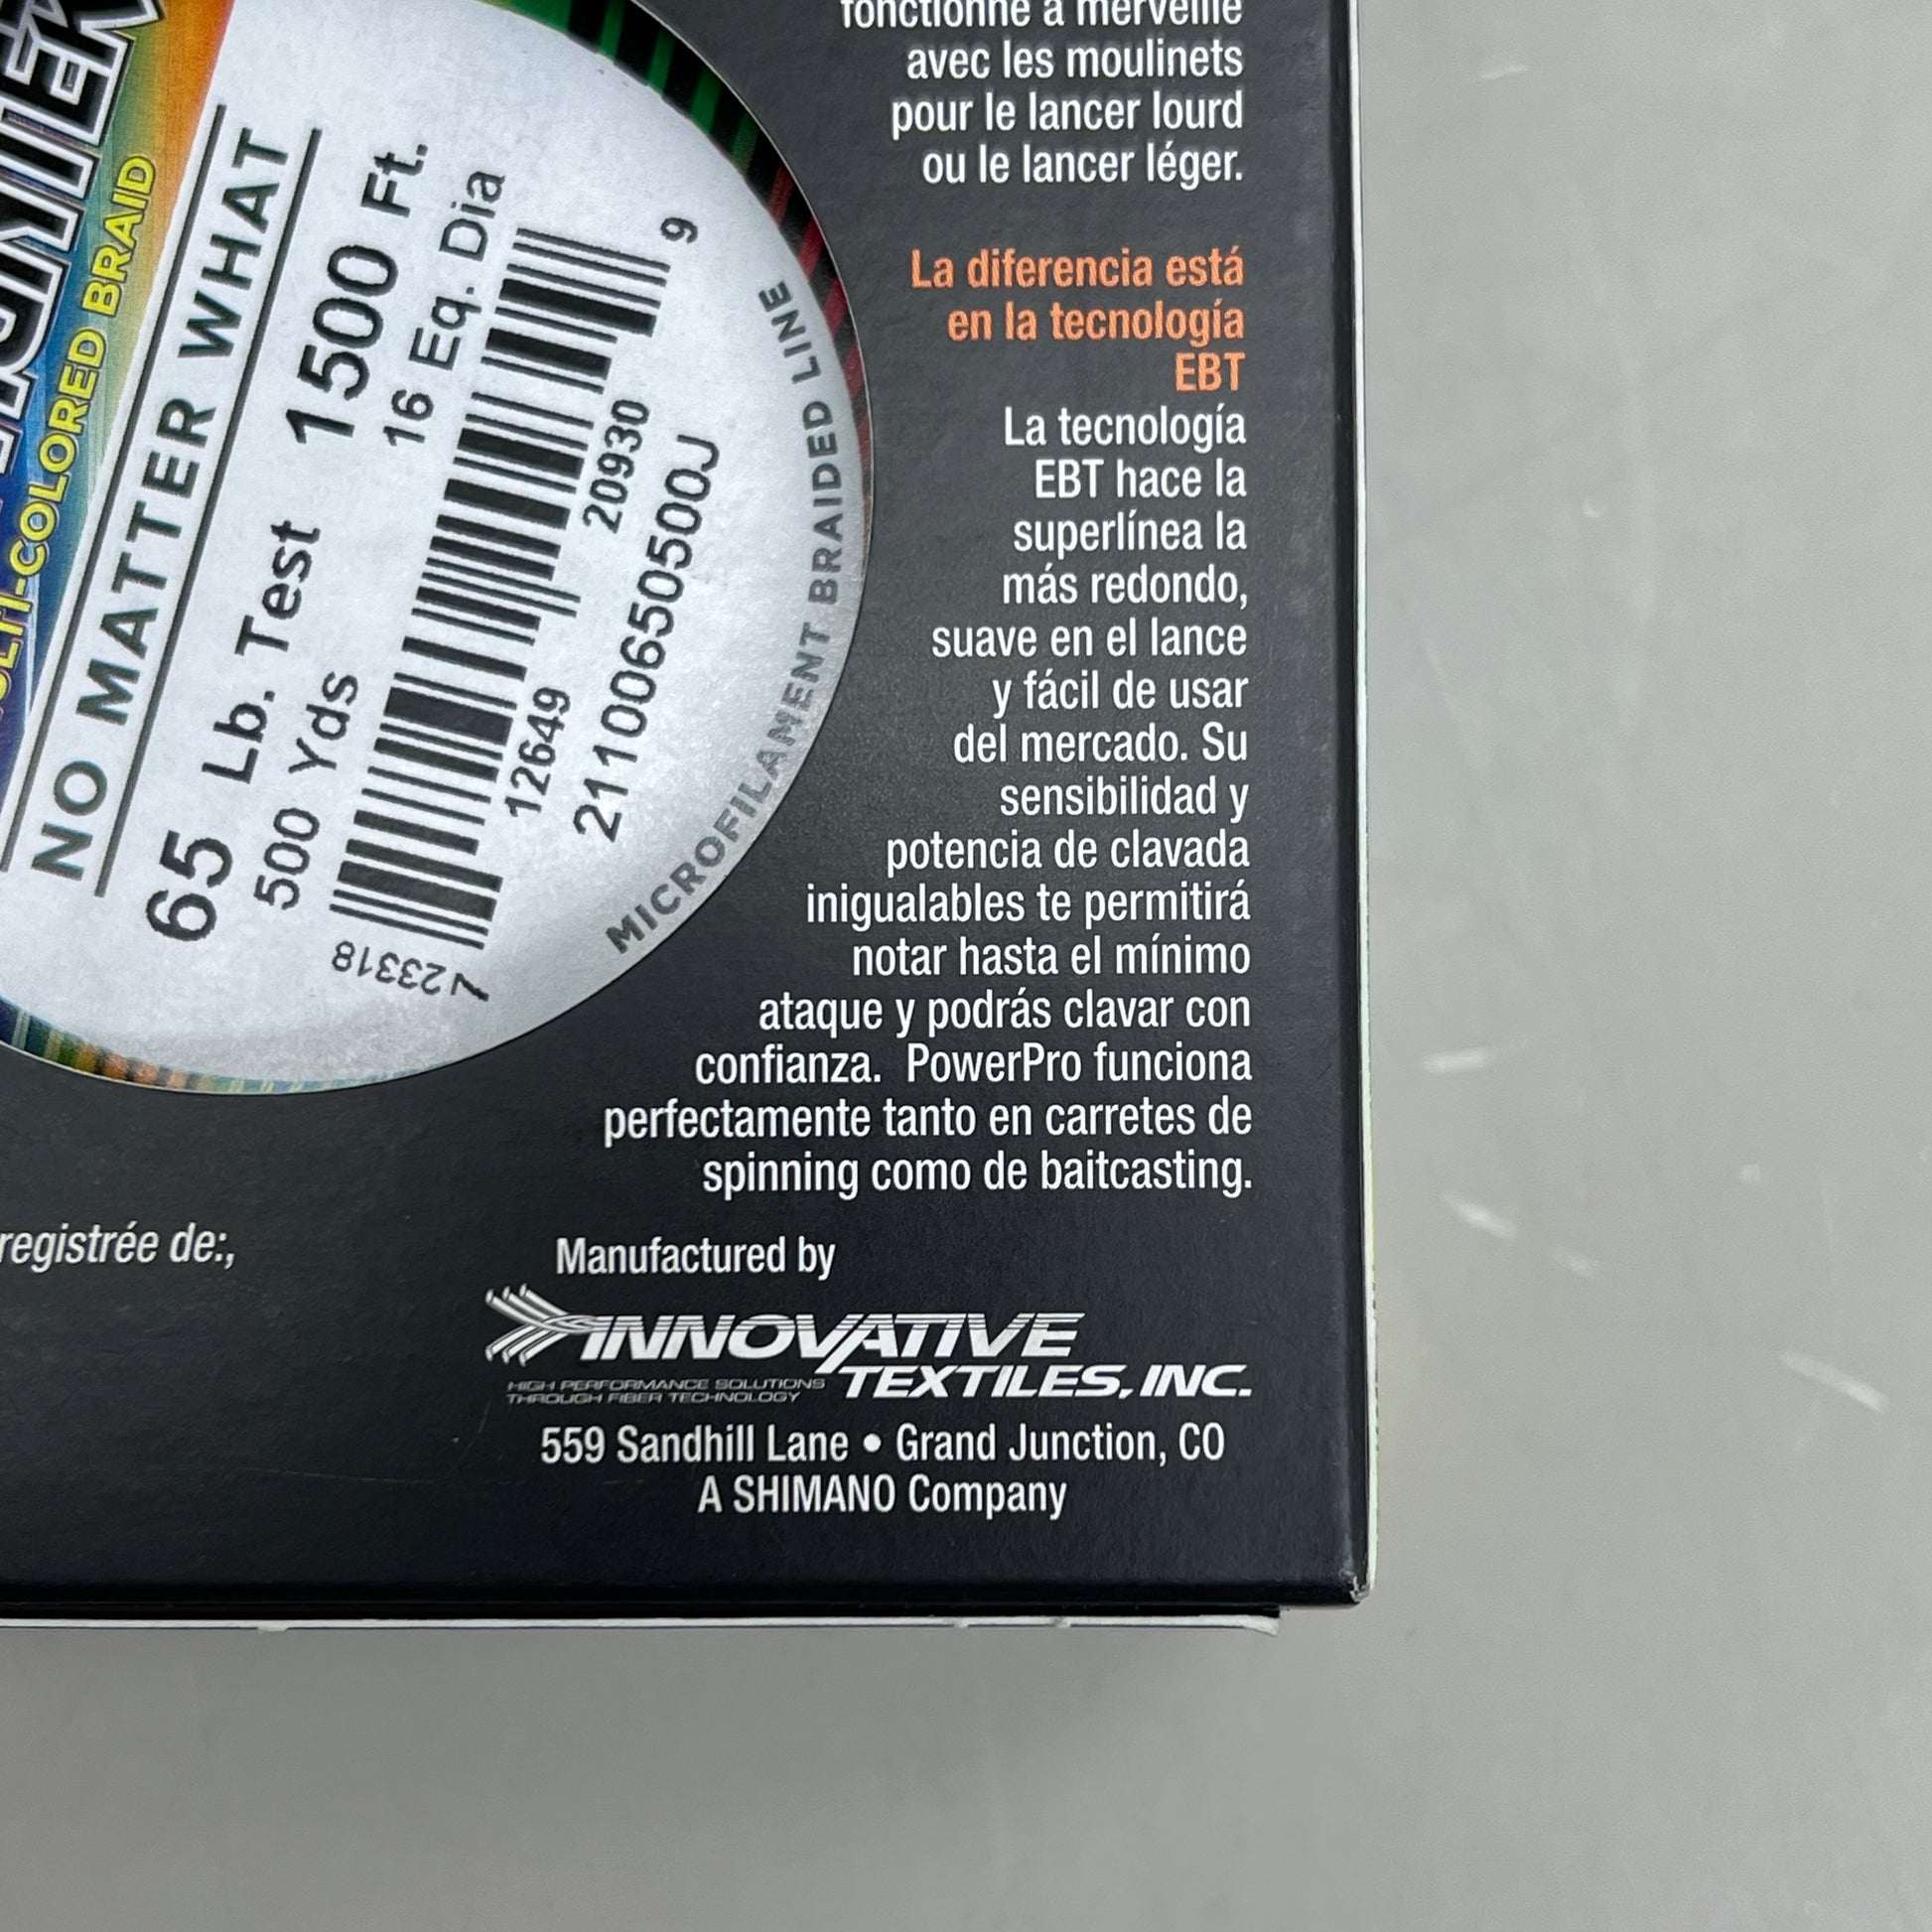 fonctionne à merveille
avec les moulinets
pour le lancer lourd
ou le lancer léger.
La diferencia está
en la tecnología
EBT
La tecnología
EBT hace la
superlínea la
más redondo,
suave en el lance
y fácil de usar
del mercado. Su
sensibilidad y
potencia de clavada
inigualables te permitirá
notar hasta el mínimo
ataque y podrás clavar con
confianza. PowerPro funciona
perfectamente tanto en carretes de
spinning como de baitcasting.
COLORED BRAID
NO MATTER WHAT
65 Lb. Test 1500 Ft.
500 Yds 16 Eq. Dia
12649 20930 9
21100650500J
23318
MICROFILAMENT BRAIDED LINE
registrée de:,
Manufactured by
INNOVATIVE
TEXTILES, INC.
HIGH PERFORMANCE SOLUTIONS
THROUGH FIBER TECHNOLOGY
559 Sandhill Lane • Grand Junction, CO
A SHIMANO Company